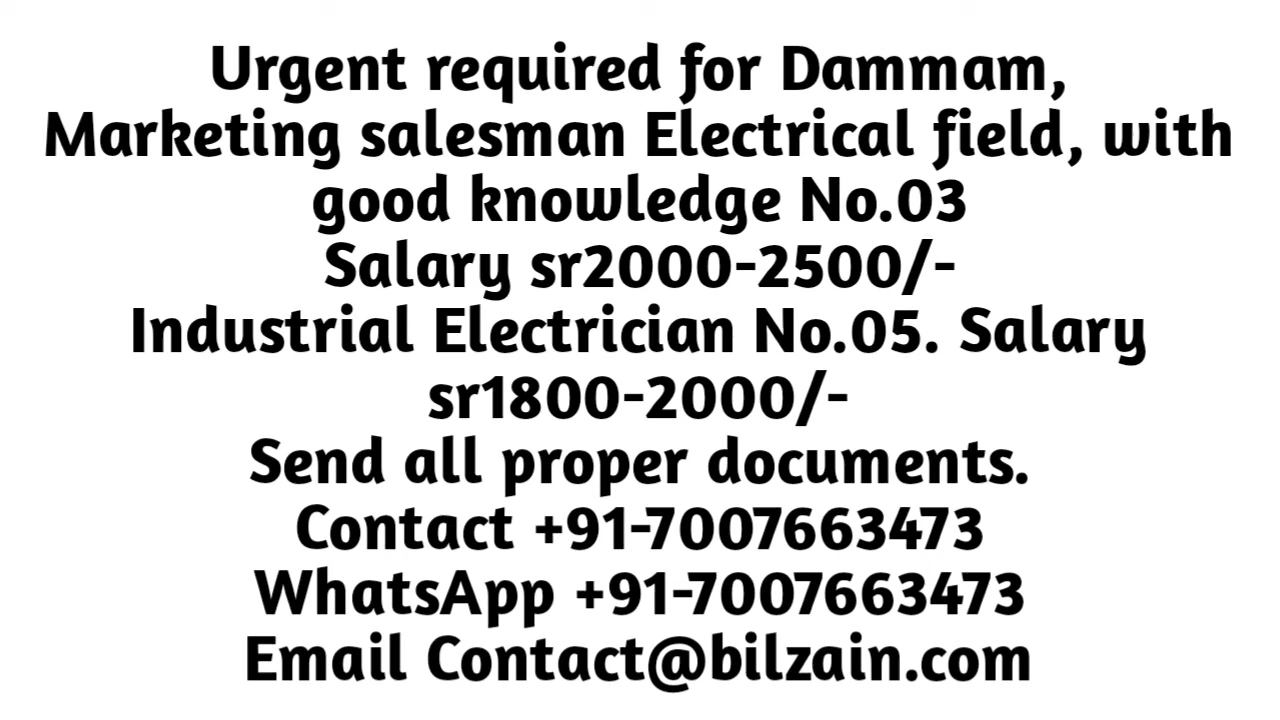 Urgent required for Dammam,
Marketing salesman Electrical field, with
good knowledge No.03
Salary sr2000-2500/-
Industrial Electrician No.05. Salary
sr1800-2000/-
Send all proper documents.
Contact +91-7007663473
WhatsApp +91-7007663473
Email Contact@bilzain.com